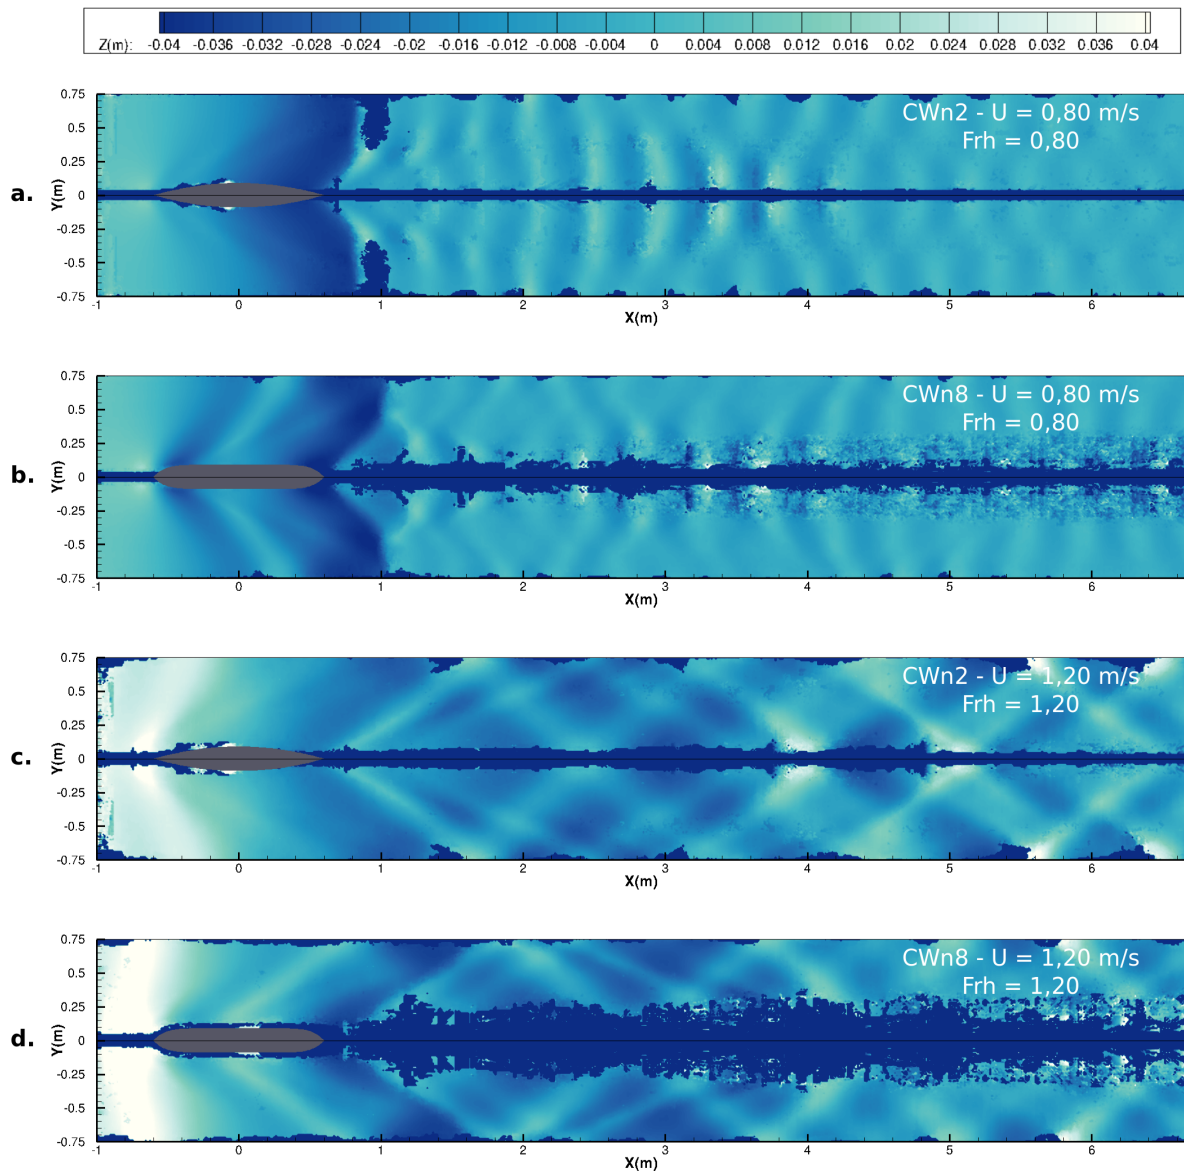 Z(m): -0.04 -0.036 -0.032 -0.028 -0.024 -0.02 -0.016 -0.012 -0.008 -0.004 0 0.004 0.008 0.012 0.016 0.02 0.024 0.028 0.032 0.036 0.04
CWn2 - U = 0,80 m/s
Frh = 0,80
a.
Y(m)
0.75
0.5
0.25
0
-0.25
-0.5
-0.75
-1 0 1 2 3 4 5 6
X(m)
CWn8 - U = 0,80 m/s
Frh = 0,80
b.
Y(m)
0.75
0.5
0.25
0
-0.25
-0.5
-0.75
-1 0 1 2 3 4 5 6
X(m)
CWn2 - U = 1,20 m/s
Frh = 1,20
c.
Y(m)
0.75
0.5
0.25
0
-0.25
-0.5
-0.75
-1 0 1 2 3 4 5 6
X(m)
CWn8 - U = 1,20 m/s
Frh = 1,20
d.
Y(m)
0.75
0.5
0.25
0
-0.25
-0.5
-0.75
-1 0 1 2 3 4 5 6
X(m)